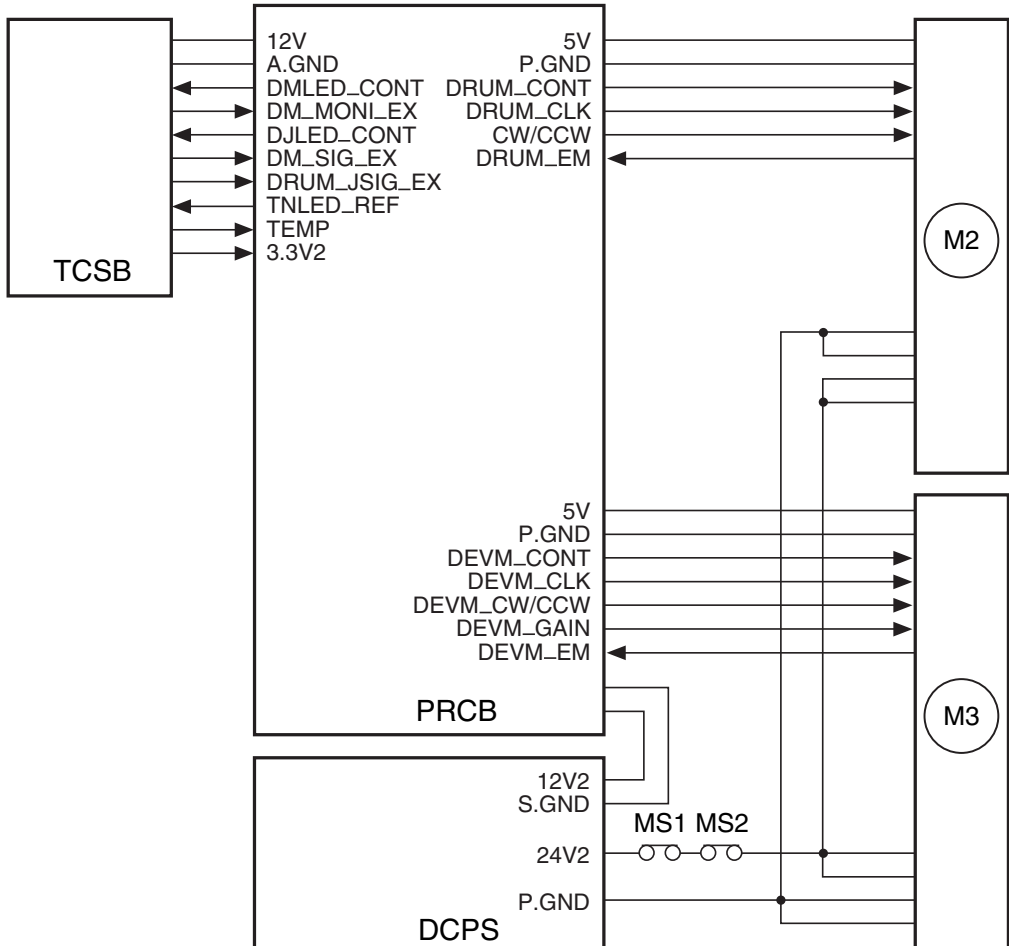 12V
A.GND
DMLED_CONT
DM_MONI_EX
DJLED_CONT
DM_SIG_EX
DRUM_JSIG_EX
TNLED_REF
TEMP
3.3V2
TCSB
5V
P.GND
DRUM_CONT
DRUM_CLK
CW/CCW
DRUM_EM
M2
5V
P.GND
DEVM_CONT
DEVM_CLK
DEVM_CW/CCW
DEVM_GAIN
DEVM_EM
PRCB
M3
12V2
S.GND
MS1 MS2
24V2
P.GND
DCPS